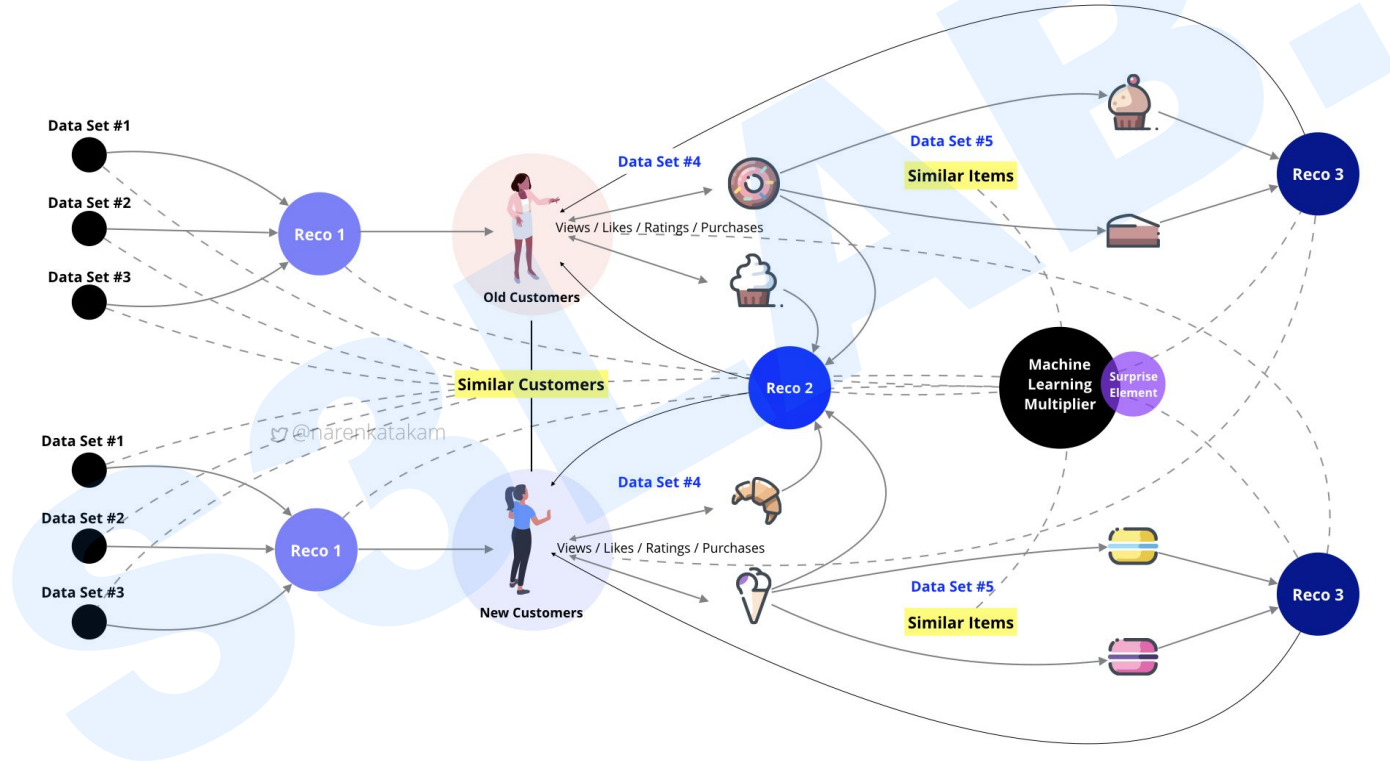 Data Set #1
Data Set #2
Data Set #3
Reco 1
Old Customers
Data Set #4
Views / Likes / Ratings / Purchases
Data Set #5
Similar Items
Reco 3
Similar Customers
Reco 2
Machine
Learning
Multiplier
Surprise
Element
@narenkatakam
Data Set #1
Data Set #2
Data Set #3
Reco 1
New Customers
Data Set #4
Views / Likes / Ratings / Purchases
Data Set #5
Similar Items
Reco 3
S3LAB.